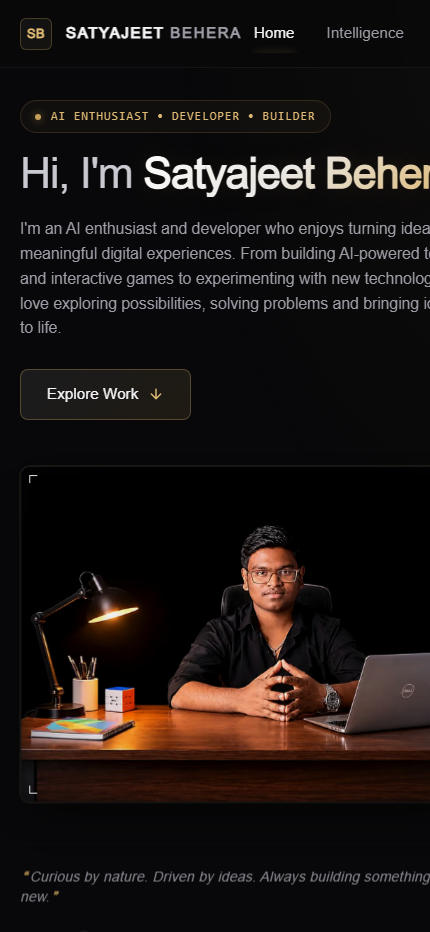 SB SATYAJEET BEHERA Home Intelligence
AI ENTHUSIAST • DEVELOPER • BUILDER
Hi, I'm Satyajeet
I'm an AI enthusiast and developer who enjoys turning
meaningful digital experiences. From building AI-powered
and interactive games to experimenting with new
love exploring possibilities, solving problems and bringing
to life.
Explore Work ↓
DELL
❝Curious by nature. Driven by ideas. Always building something
new.❞